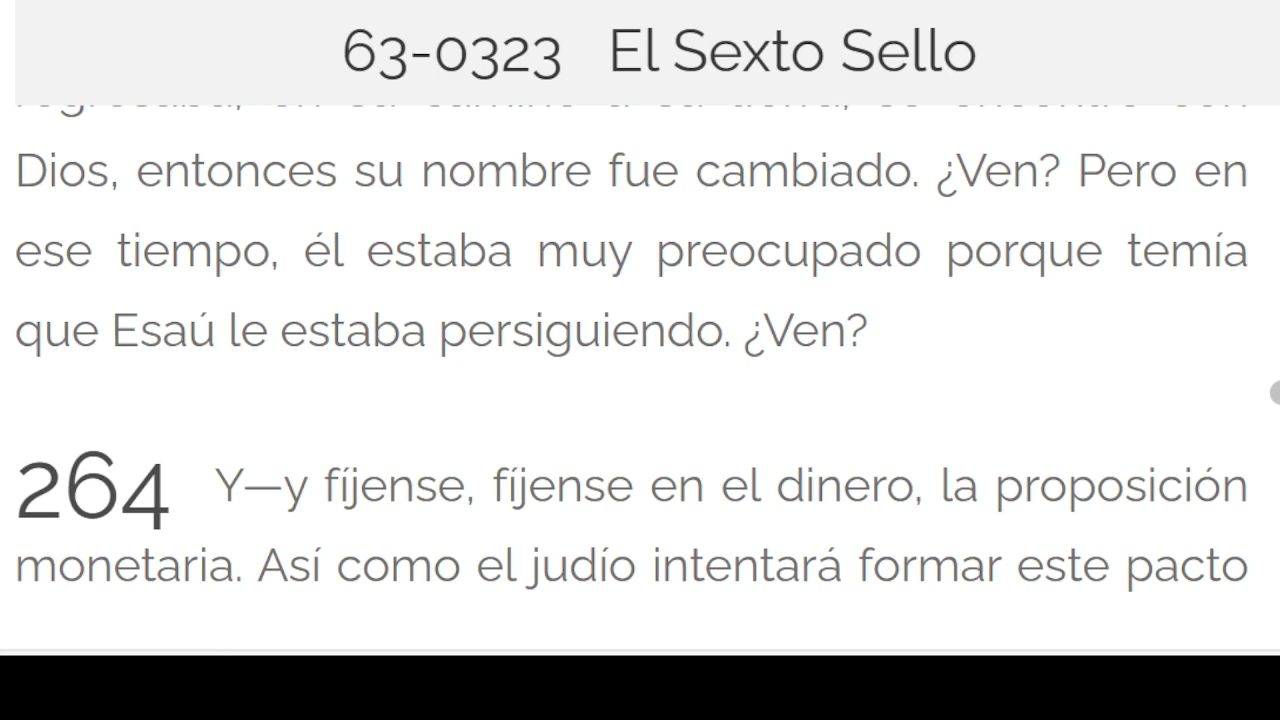 63-0323 El Sexto Sello
Dios, entonces su nombre fue cambiado. ¿Ven? Pero en
ese tiempo, él estaba muy preocupado porque temía
que Esaú le estaba persiguiendo. ¿Ven?
264 Y—y fíjense, fíjense en el dinero, la proposición
monetaria. Así como el judío intentará formar este pacto